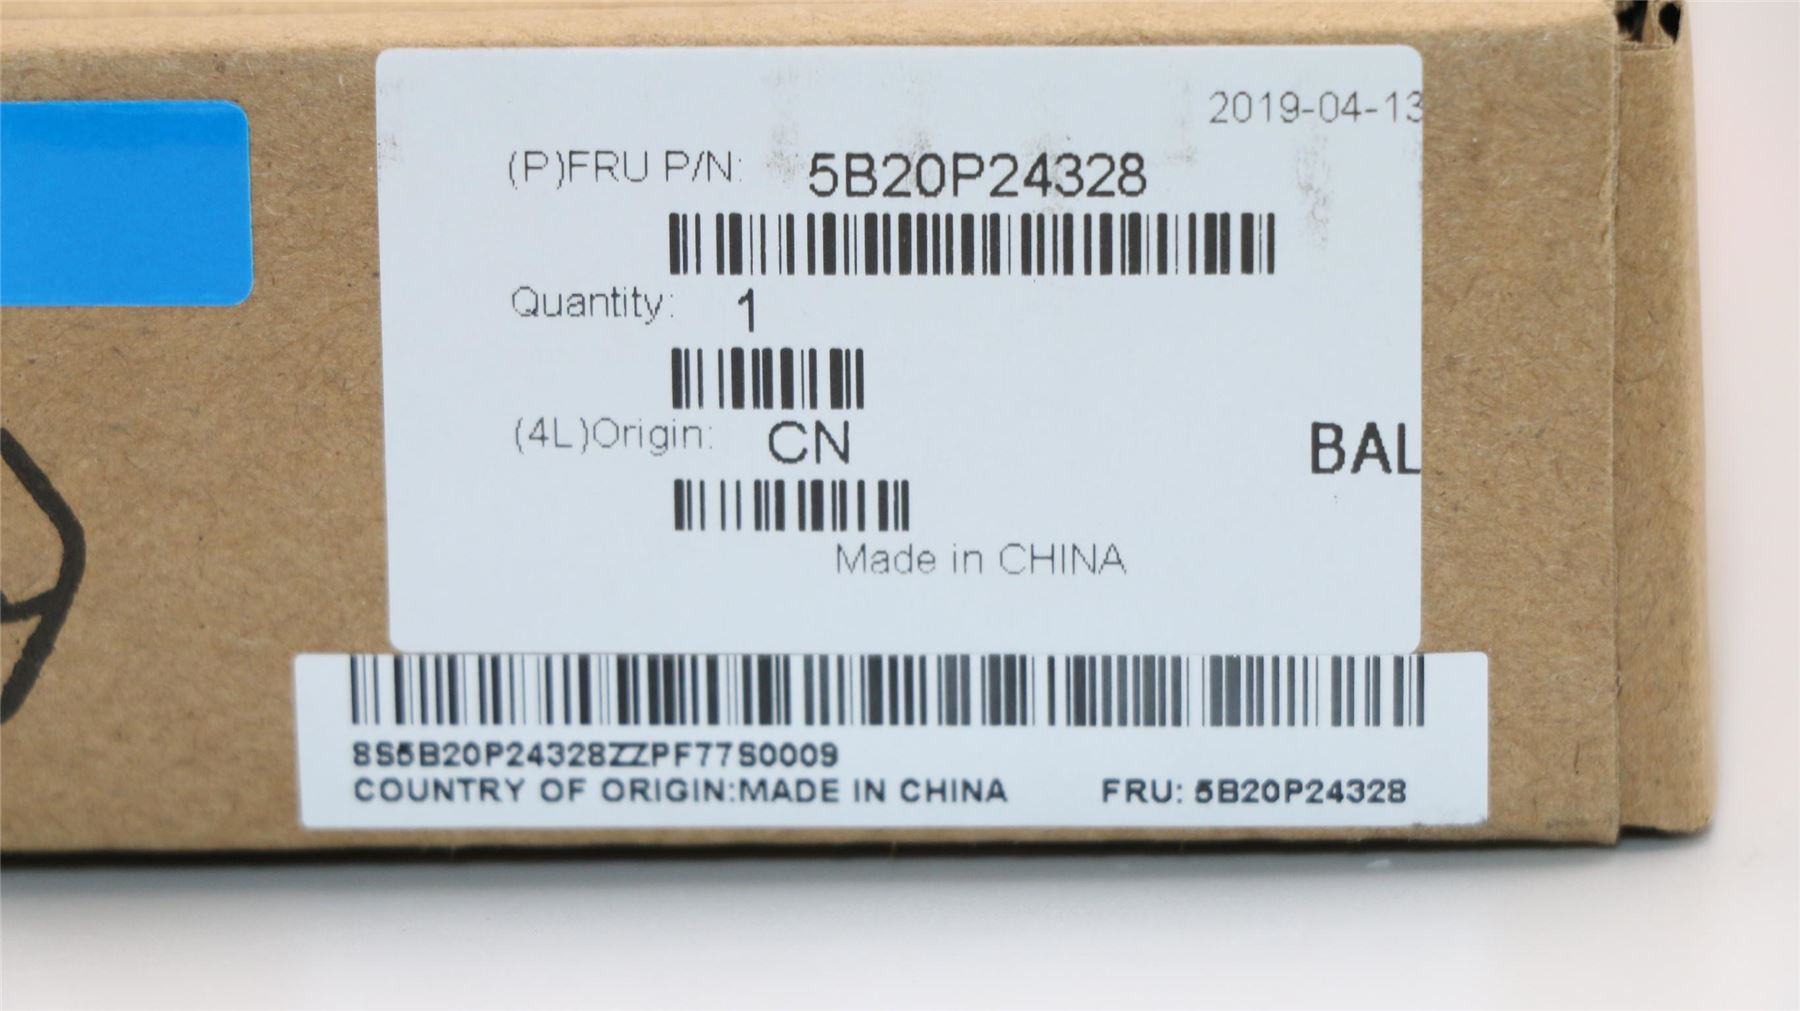 2019-04-13
(P)FRU P/N: 5B20P24328
Quantity: 1
(4L)Origin: CN
BAL
Made in CHINA
8S5B20P24328ZZPF77S0009
COUNTRY OF ORIGIN:MADE IN CHINA FRU: 5B20P24328